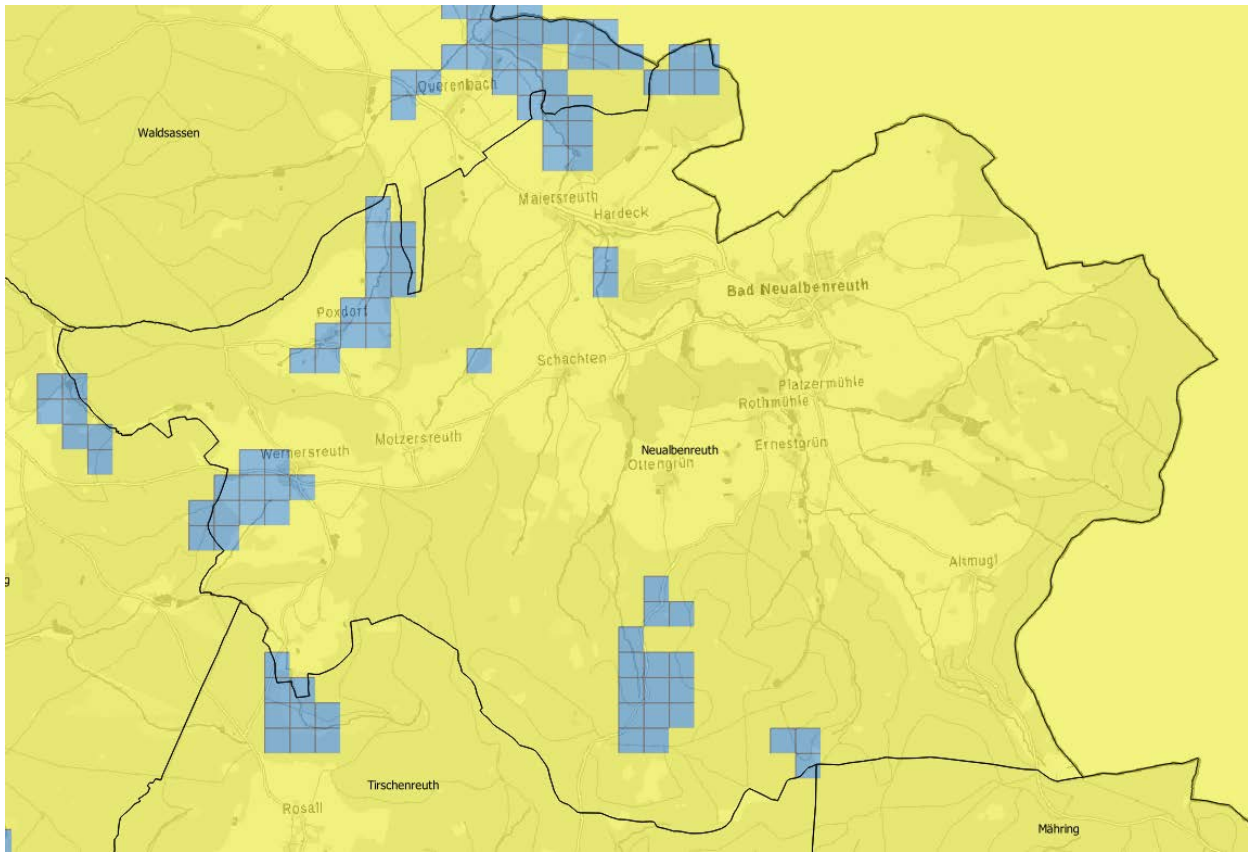 Querenbach
Waldsassen
Maiersreuth
Hardeck
Bad Neualbenreuth
Poxdorf
Schachten
Platzermühle
Rothmühle
Motzersreuth
Ernestgrün
Wernersreuth
Neualbenreuth
Ottengrün
Altmugl
g
Tirschenreuth
Rosall
Mähring